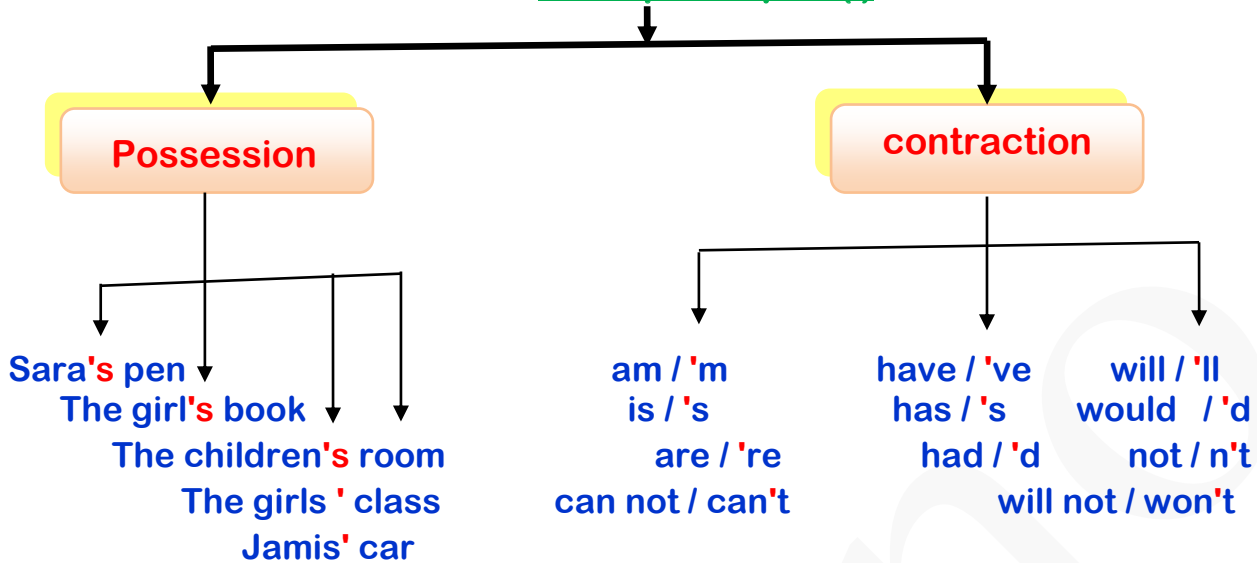 Possession
contraction
Sara's pen
The girl's book
The children's room
The girls ' class
Jamis' car
am / 'm
is / 's
are / 're
can not / can't
have / 've
has / 's
had / 'd
will / 'll
would / 'd
not / n't
will not / won't